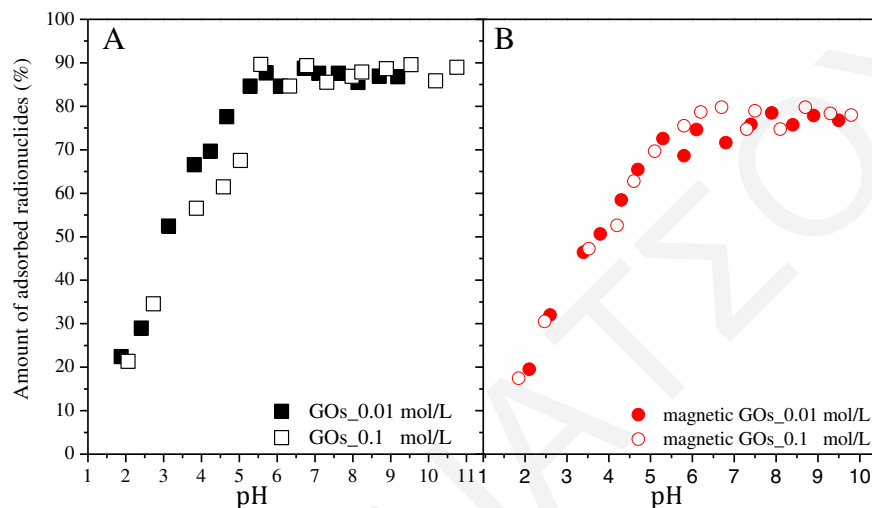 A
B
Amount of adsorbed radionuclides (%)
100
90
80
70
60
50
40
30
20
10
0
GOs_0.01 mol/L
GOs_0.1 mol/L
magnetic GOs_0.01 mol/L
magnetic GOs_0.1 mol/L
1 2 3 4 5 6 7 8 9 10 11
1 2 3 4 5 6 7 8 9 10
pH
pH